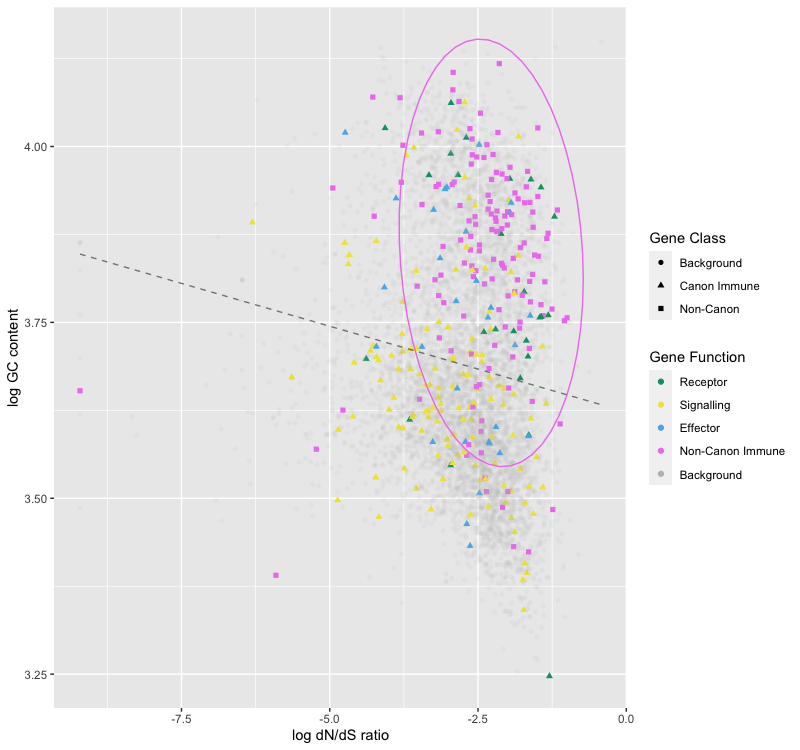 log GC content
4.00
3.75
3.50
3.25
-7.5 -5.0 -2.5 0.0
log dN/dS ratio
Gene Class
Background
Canon Immune
Non-Canon
Gene Function
Receptor
Signalling
Effector
Non-Canon Immune
Background